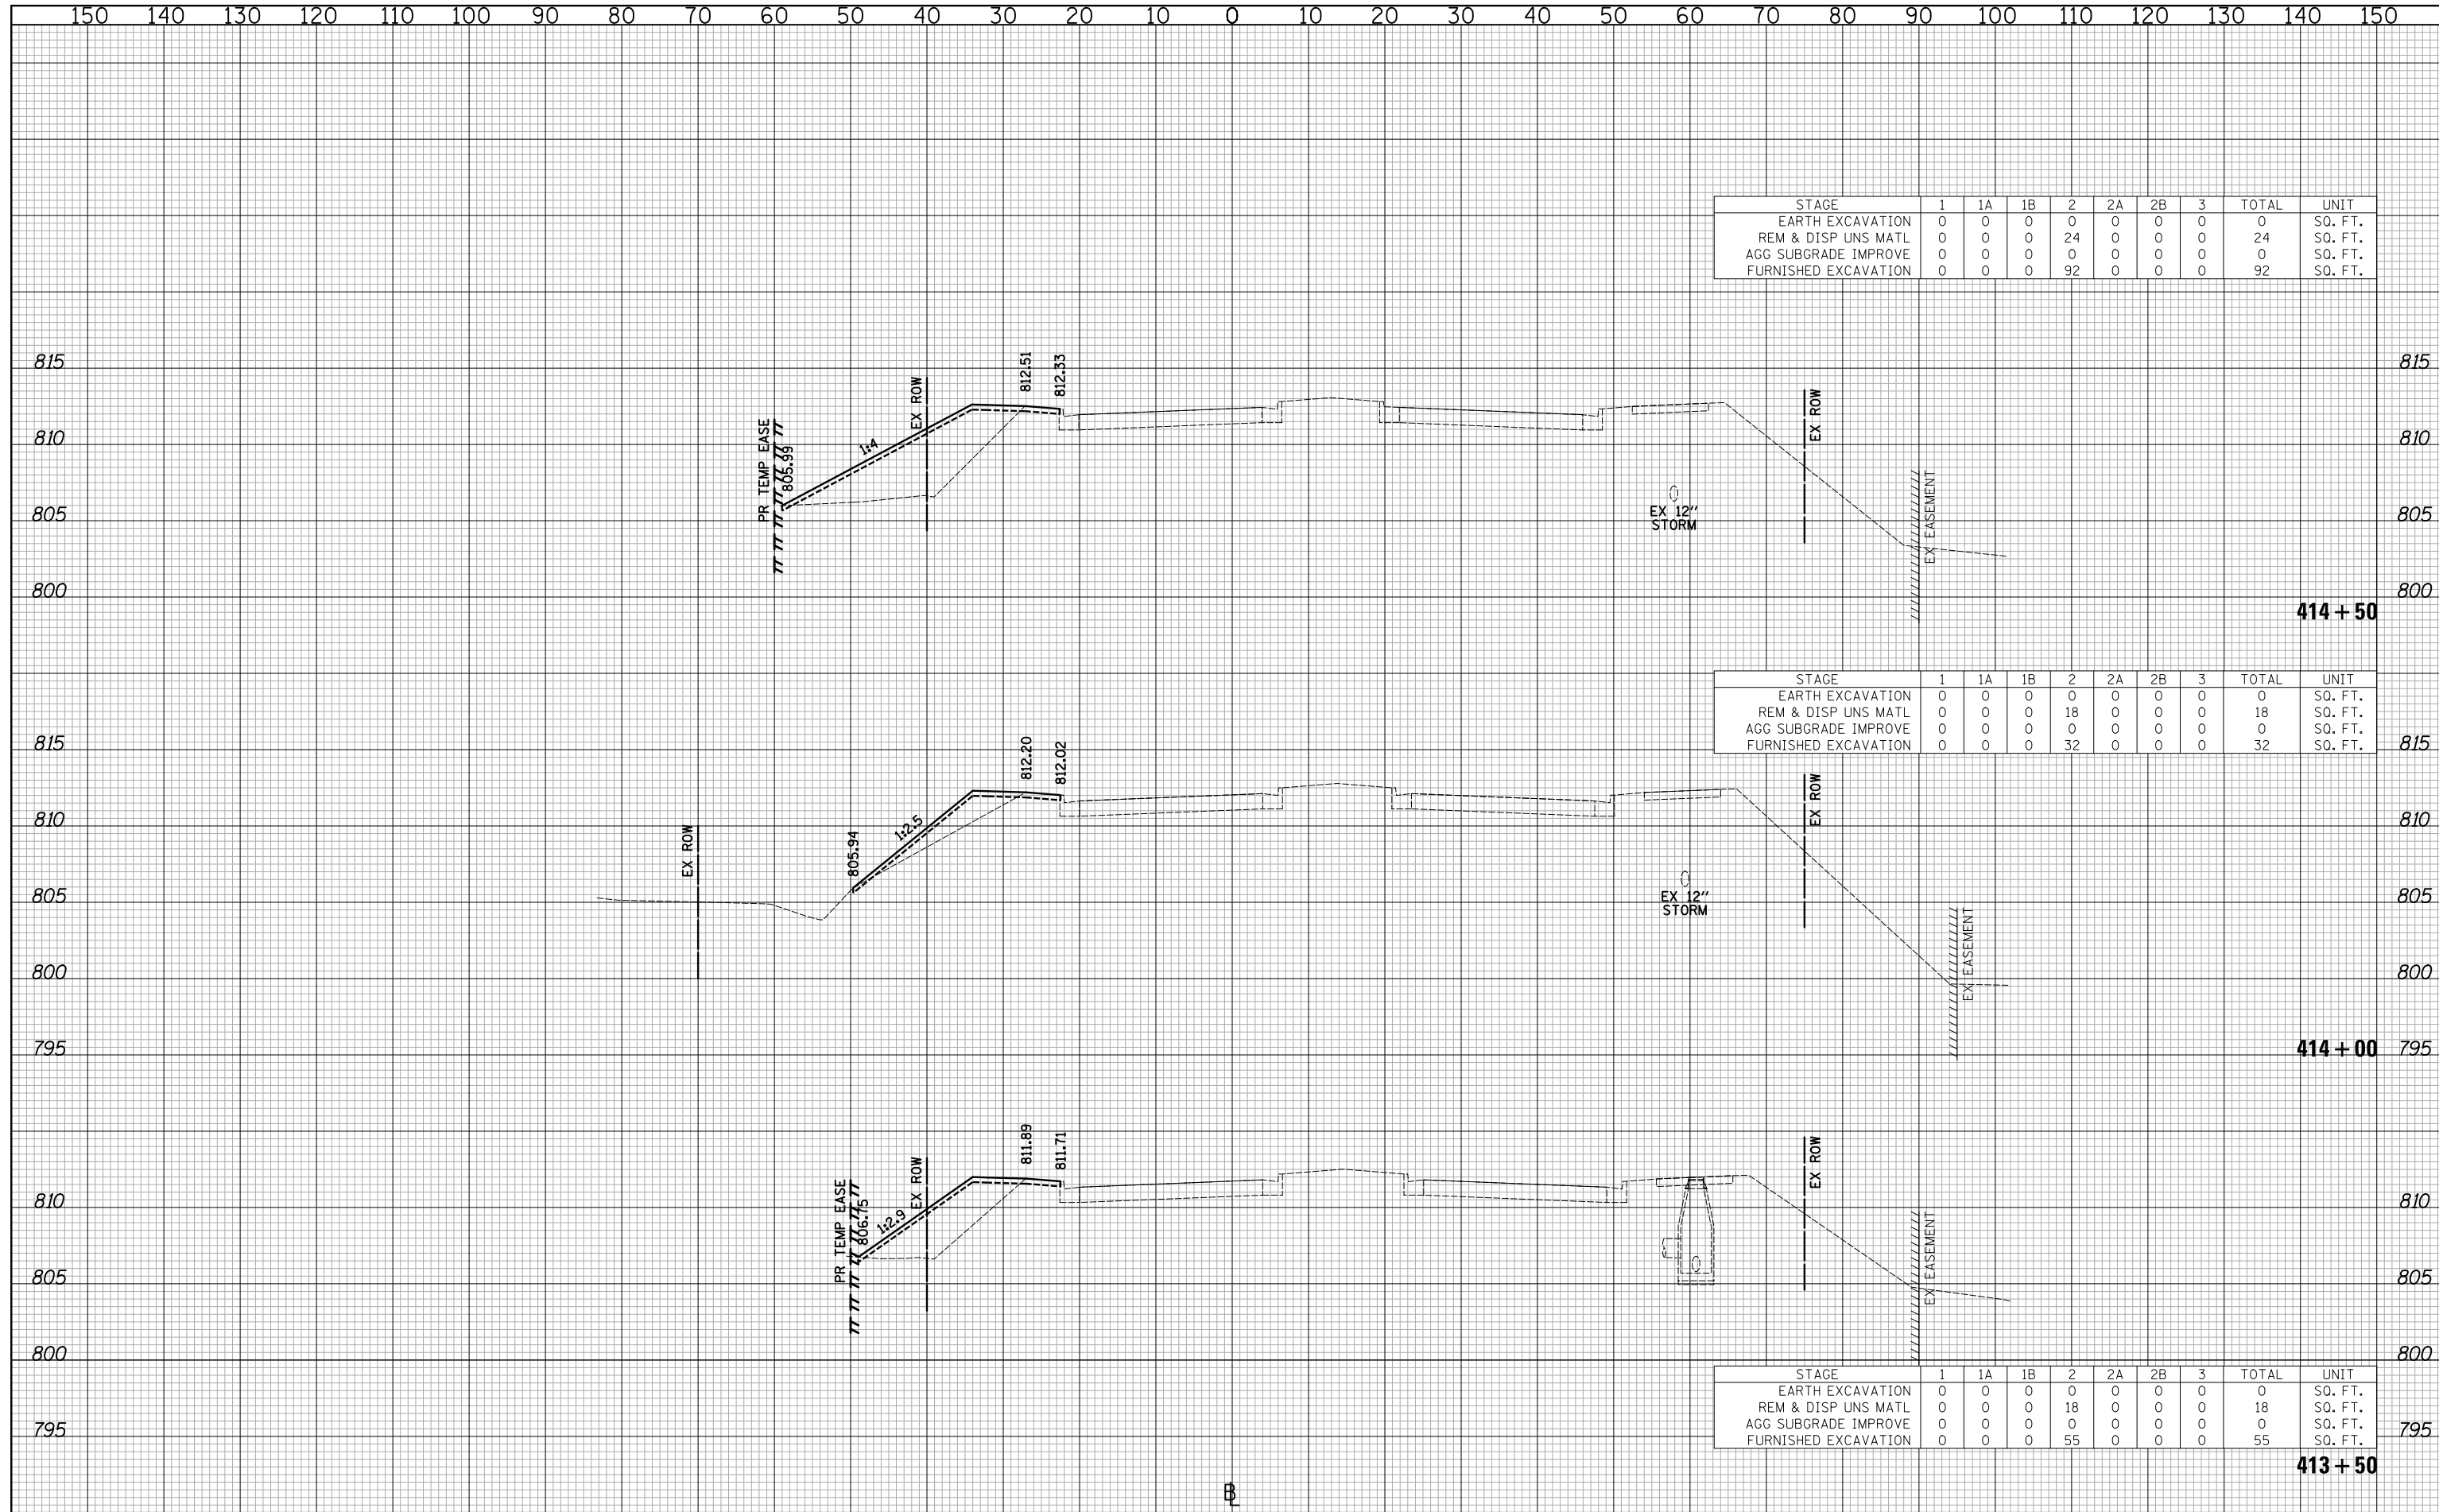 150 140 130 120 110 100 90 80 70 60 50 40 30 20 10 0 10 20 30 40 50 60 70 80 90 100 110 120 130 140 150
STAGE 1 1A 1B 2 2A 2B 3 TOTAL UNIT
EARTH EXCAVATION 0 0 0 0 0 0 0 0 SQ. FT.
REM & DISP UNS MATL 0 0 0 24 0 0 0 24 SQ. FT.
AGG SUBGRADE IMPROVE 0 0 0 0 0 0 0 0 SQ. FT.
FURNISHED EXCAVATION 0 0 0 92 0 0 0 92 SQ. FT.
815 815
810 810
805 805
800 800
PR TEMP EASE
805.99
1:4
EX ROW
812.51
812.33
EX 12″
STORM
EX ROW
EX EASEMENT
414+50
STAGE 1 1A 1B 2 2A 2B 3 TOTAL UNIT
EARTH EXCAVATION 0 0 0 0 0 0 0 0 SQ. FT.
REM & DISP UNS MATL 0 0 0 18 0 0 0 18 SQ. FT.
AGG SUBGRADE IMPROVE 0 0 0 0 0 0 0 0 SQ. FT.
FURNISHED EXCAVATION 0 0 0 32 0 0 0 32 SQ. FT.
815 815
810 810
805 805
800 800
795 795
EX ROW
805.94
1:2.5
812.20
812.02
EX 12″
STORM
EX ROW
EX EASEMENT
414+00
810 810
805 805
800 800
795 795
PR TEMP EASE
806.75
1:2.9
EX ROW
811.89
811.71
EX ROW
EX EASEMENT
STAGE 1 1A 1B 2 2A 2B 3 TOTAL UNIT
EARTH EXCAVATION 0 0 0 0 0 0 0 0 SQ. FT.
REM & DISP UNS MATL 0 0 0 18 0 0 0 18 SQ. FT.
AGG SUBGRADE IMPROVE 0 0 0 0 0 0 0 0 SQ. FT.
FURNISHED EXCAVATION 0 0 0 55 0 0 0 55 SQ. FT.
413+50
BL